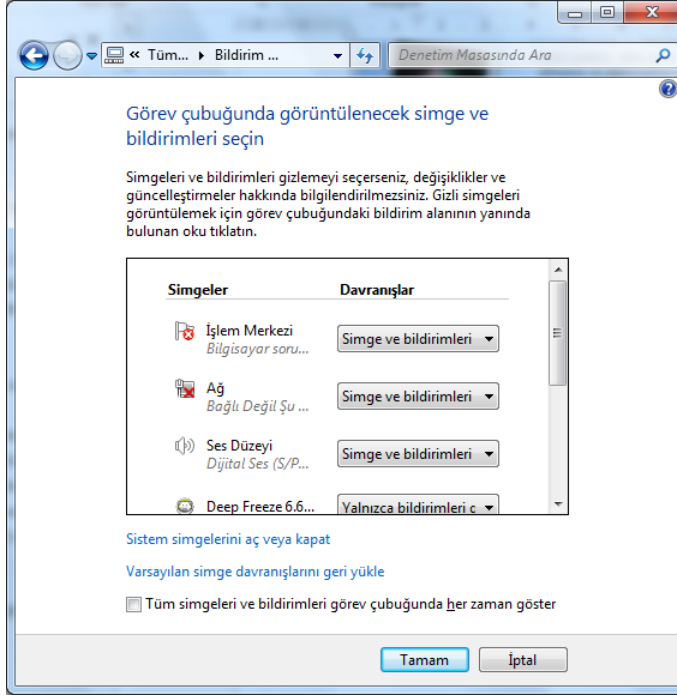 « Tüm... ▸ Bildirim ...
Denetim Masasında Ara
Görev çubuğunda görüntülenecek simge ve
bildirimleri seçin
Simgeleri ve bildirimleri gizlemeyi seçerseniz, değişiklikler ve
güncelleştirmeler hakkında bilgilendirilmezsiniz. Gizli simgeleri
görüntülemek için görev çubuğundaki bildirim alanının yanında
bulunan oku tıklatın.
Simgeler Davranışlar
İşlem Merkezi
Bilgisayar soru...
Simge ve bildirimleri
Ağ
Bağlı Değil Şu ...
Simge ve bildirimleri
Ses Düzeyi
Dijital Ses (S/P...
Simge ve bildirimleri
Deep Freeze 6.6... Yalnızca bildirimleri g
Sistem simgelerini aç veya kapat
Varsayılan simge davranışlarını geri yükle
Tüm simgeleri ve bildirimleri görev çubuğunda her zaman göster
Tamam İptal